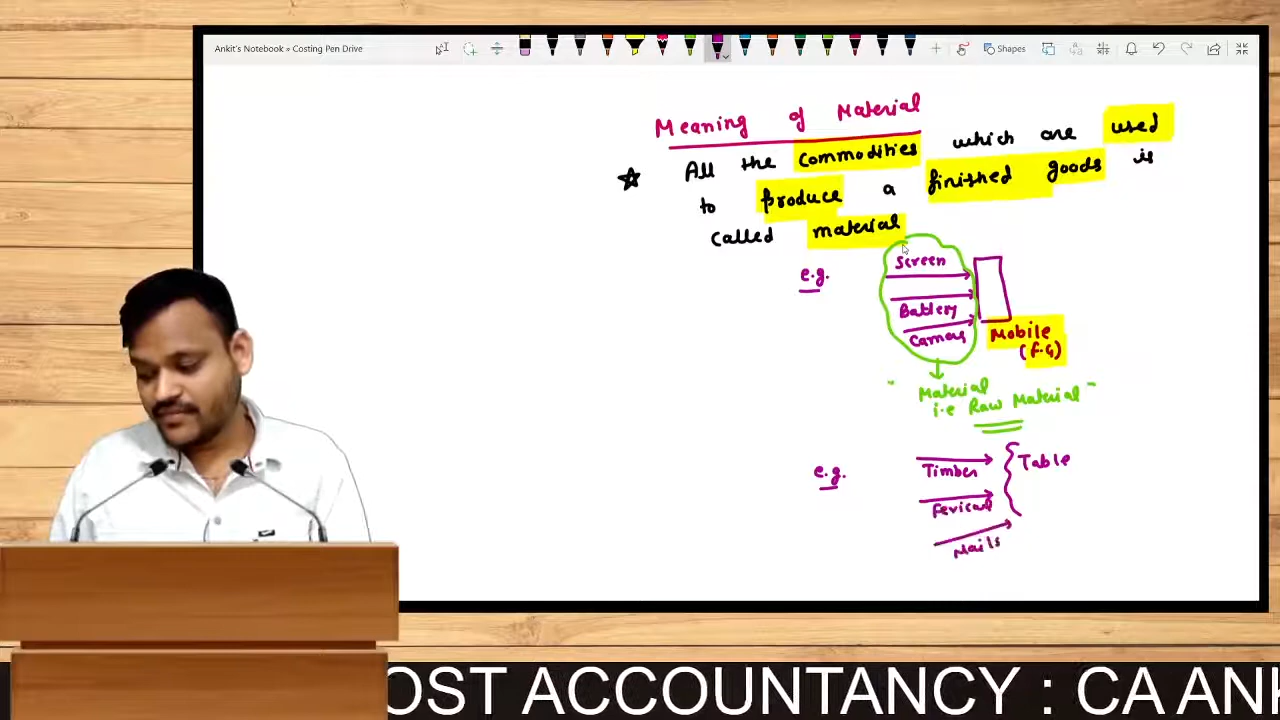 Ankit's Notebook » Costing Pen Drive
Shapes
Meaning of Material
All the commodities which are used
to produce a finished goods is
called material
e.g.
Screen
Battery
Mobile
(F.G)
" Material
i.e Raw Material "
e.g.
Timber
Table
Fevicol
Nails
OST ACCOUNTANCY : CA ANK